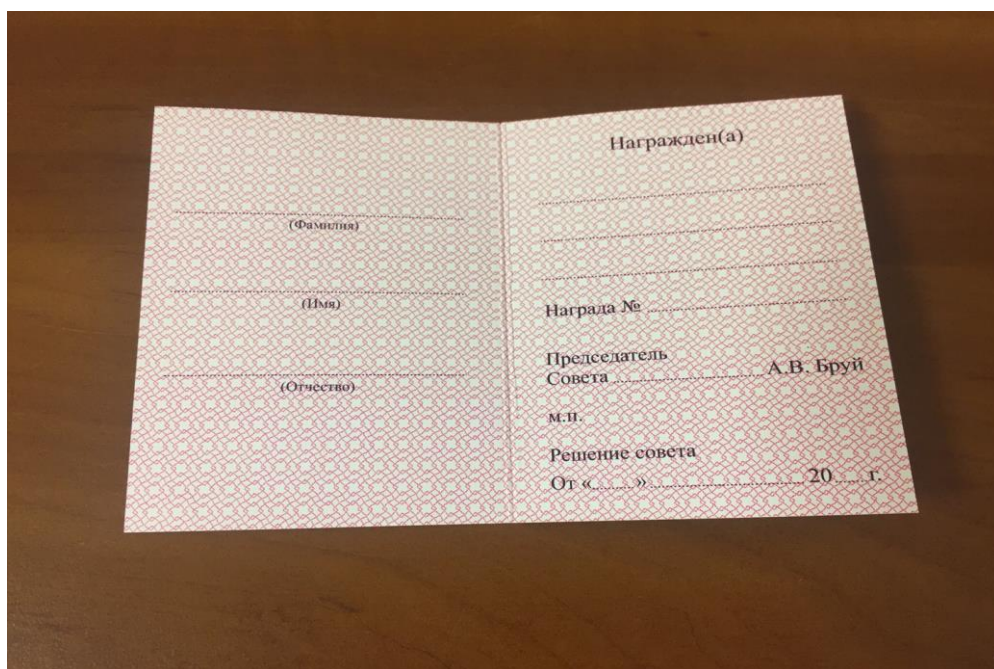 (Фамилия)
(Имя)
(Отчество)
Награжден(а)
Награда №
Председатель
Совета А.В. Бруй
м.п.
Решение совета
От «» 20 г.